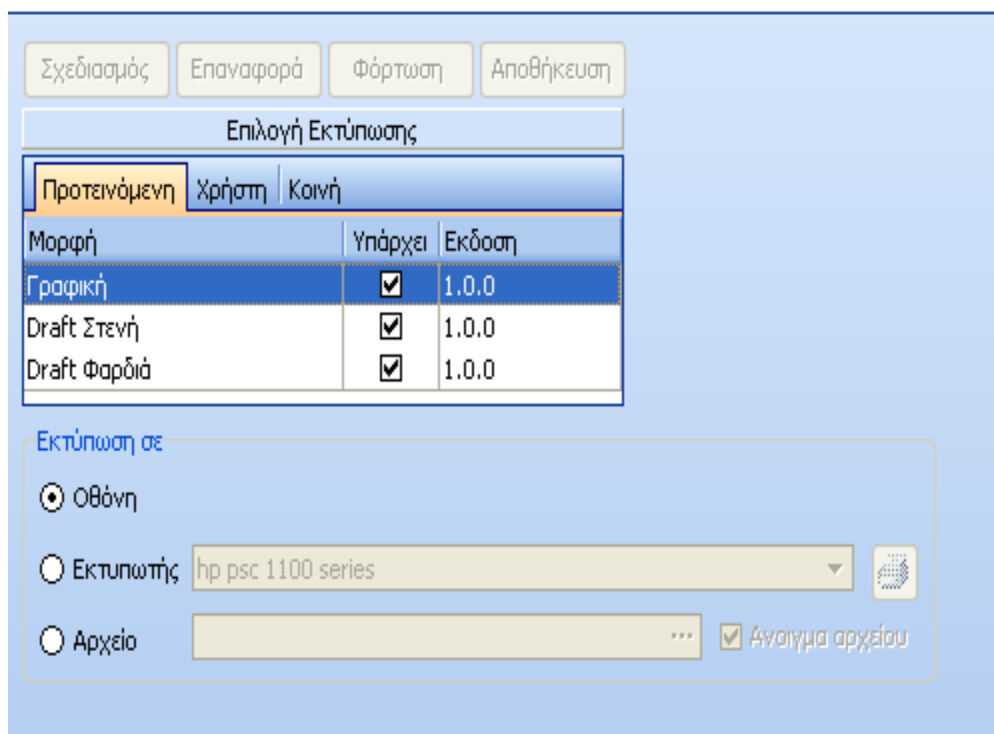 Σχεδιασμός Επαναφορά Φόρτωση Αποθήκευση
Επιλογή Εκτύπωσης
Προτεινόμενη Χρήστη Κοινή
Μορφή Υπάρχει Εκδοση
Γραφική 1.0.0
Draft Στενή 1.0.0
Draft Φαρδιά 1.0.0
Εκτύπωση σε
Οθόνη
Εκτυπωτής hp psc 1100 series
Αρχείο ... Ανοιγμα αρχείου